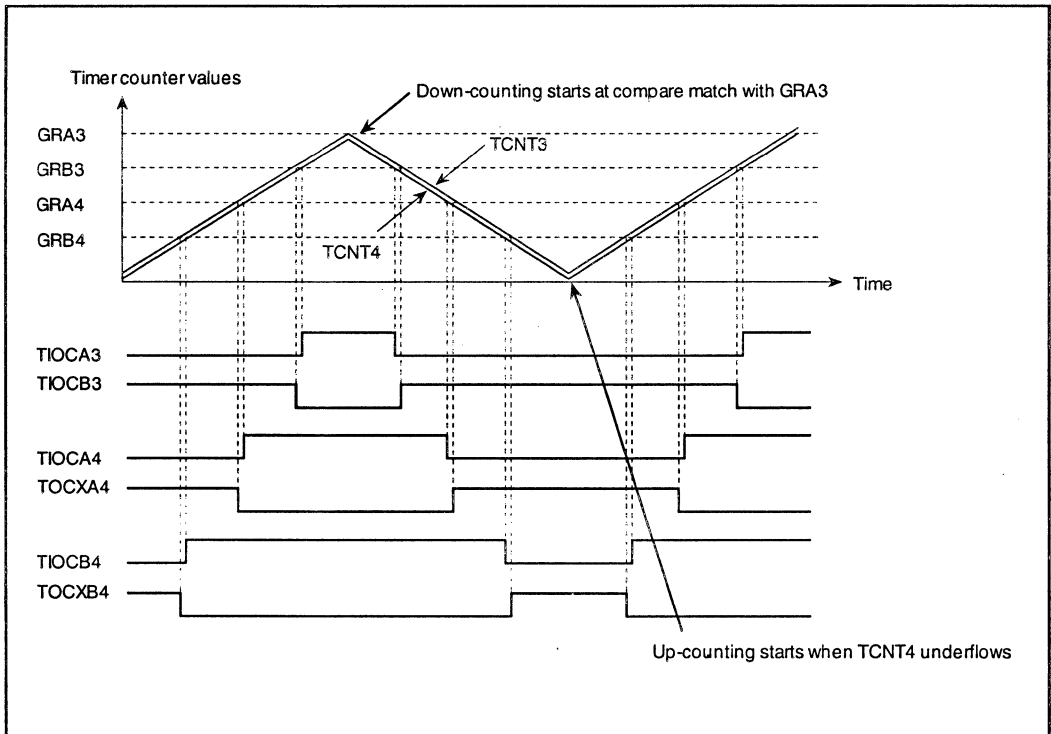 Timer counter values
Down-counting starts at compare match with GRA3
GRA3
TCNT3
GRB3
GRA4
GRB4
TCNT4
Time
TIOCA3
TIOCB3
TIOCA4
TOCXA4
TIOCB4
TOCXB4
Up-counting starts when TCNT4 underflows